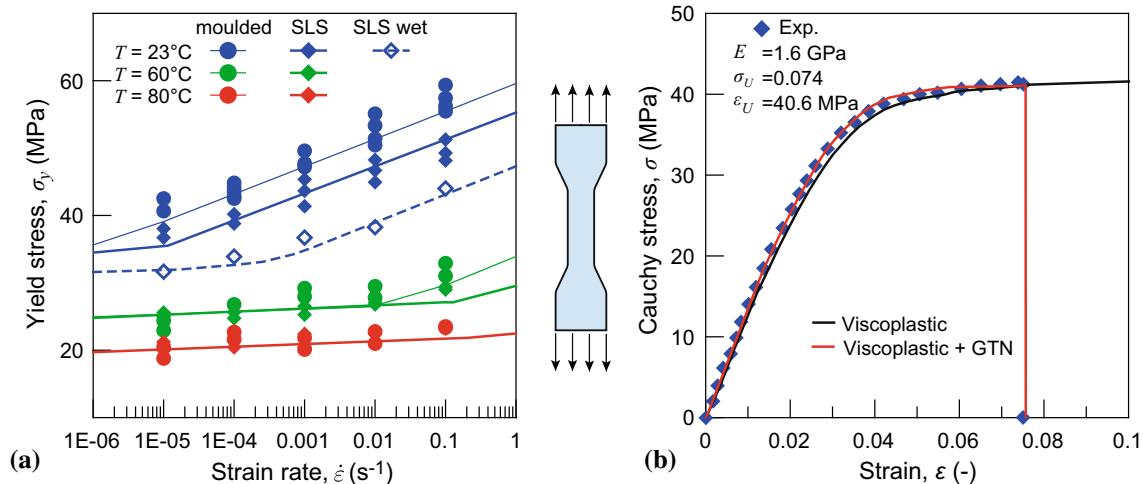 moulded SLS SLS wet
T = 23°C
T = 60°C
T = 80°C
60
40
20
Yield stress, σy (MPa)
1E-06 1E-05 1E-04 0.001 0.01 0.1 1
Strain rate, ε̇ (s-1)
(a)
50
40
30
20
10
0
Cauchy stress, σ (MPa)
Exp.
E =1.6 GPa
σU =0.074
εU =40.6 MPa
Viscoplastic
Viscoplastic + GTN
0 0.02 0.04 0.06 0.08 0.1
Strain, ε (-)
(b)